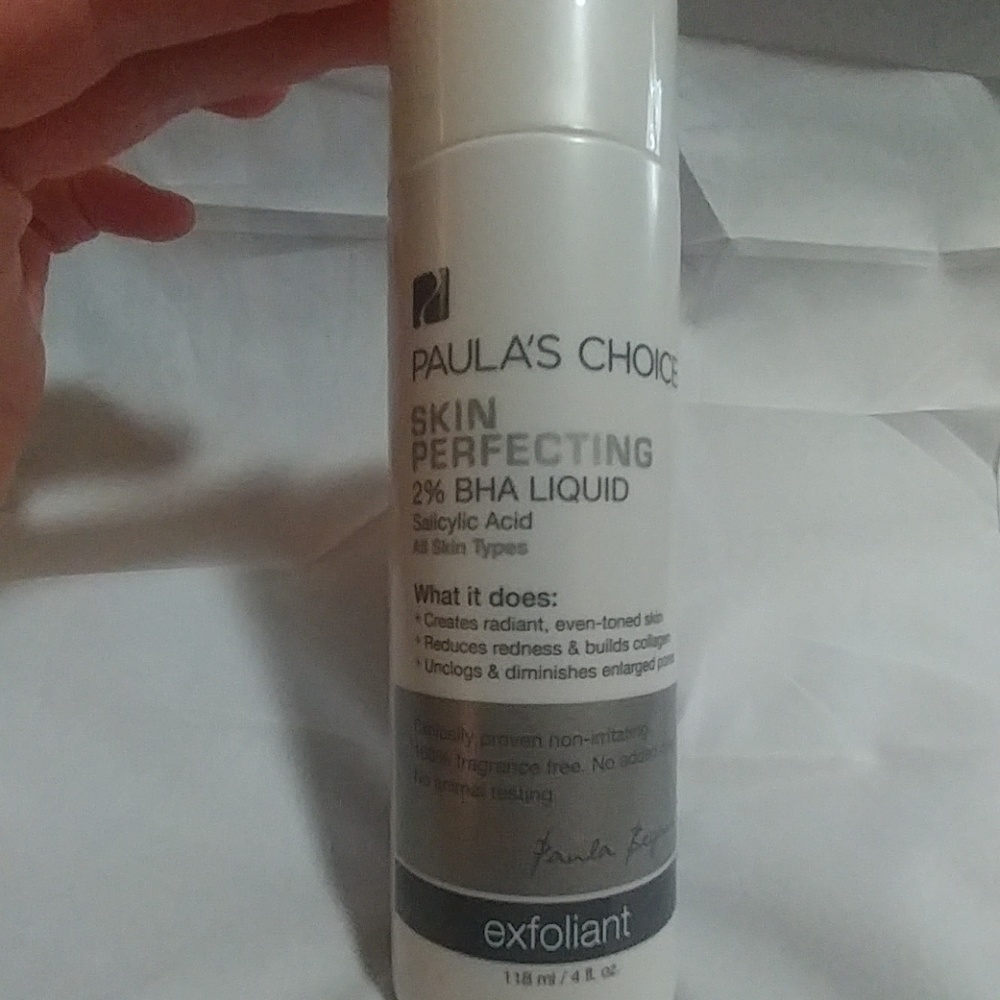 PAULA'S CHOICE
SKIN
PERFECTING
2% BHA LIQUID
Salicylic Acid
All Skin Types
What it does:
* Creates radiant, even-toned skin
* Reduces redness & builds collagen
* Unclogs & diminishes enlarged pores
Clinically proven non-irritating.
100% fragrance free. No added
No animal testing.
Paula
exfoliant
118 ml / 4 fl. oz.